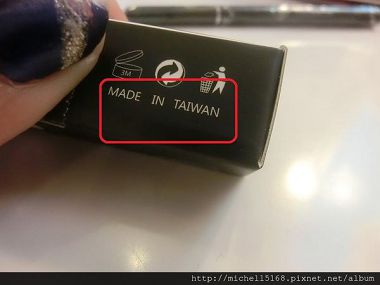 3M
MADE IN TAIWAN
http://michell5168.pixnet.net/album